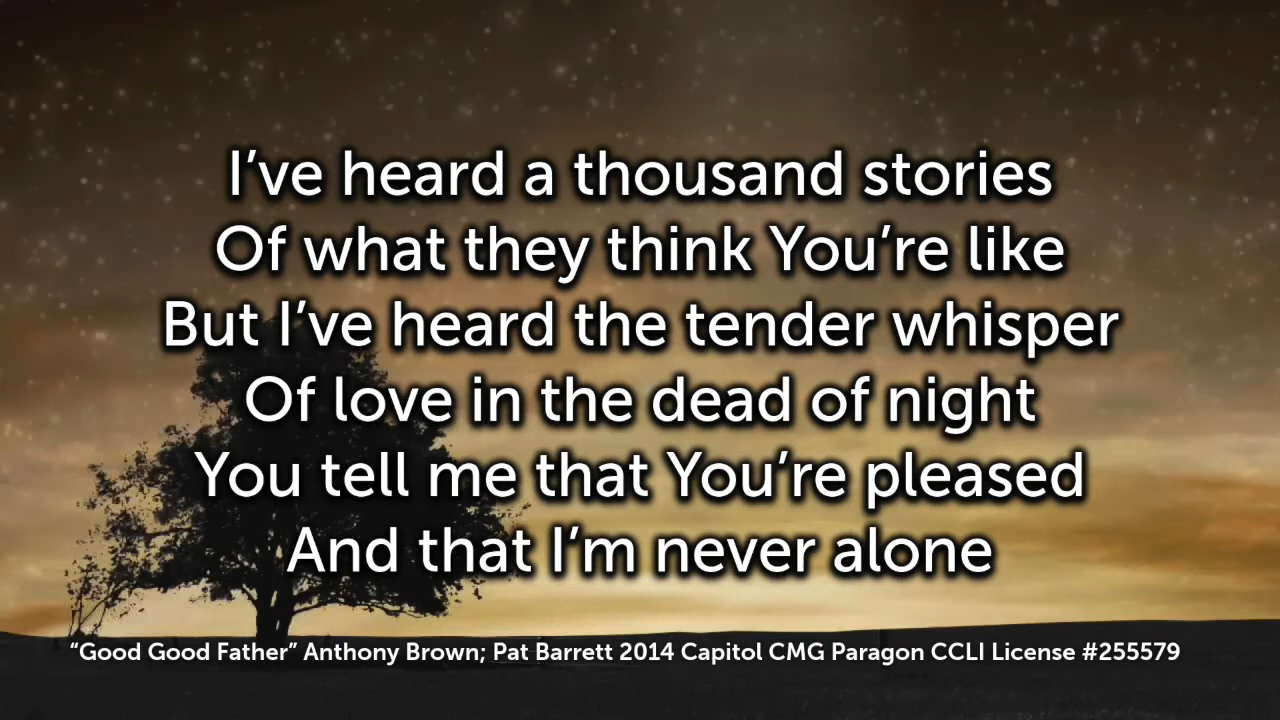 I’ve heard a thousand stories
Of what they think You’re like
But I’ve heard the tender whisper
Of love in the dead of night
You tell me that You’re pleased
And that I’m never alone
“Good Good Father” Anthony Brown; Pat Barrett 2014 Capitol CMG Paragon CCLI License #255579